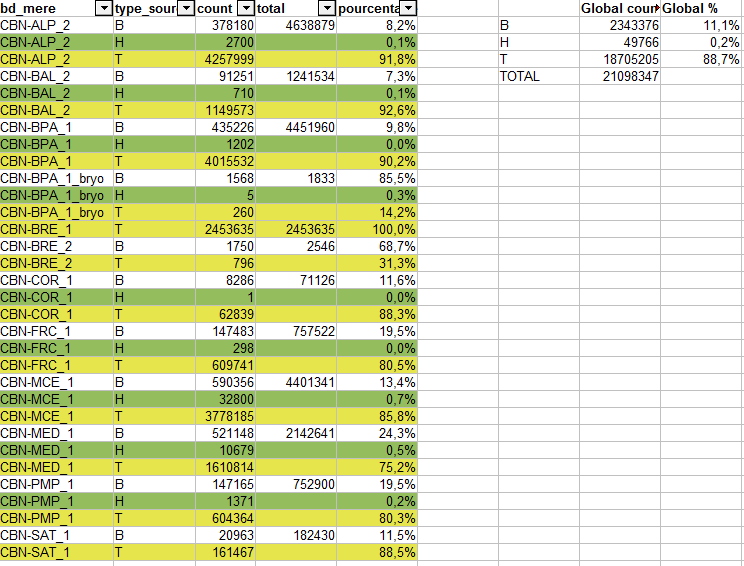 bd_mere type_sour count total pourcenta Global coun Global %
CBN-ALP_2 B 378180 4638879 8,2% B 2343376 11,1%
CBN-ALP_2 H 2700 0,1% H 49766 0,2%
CBN-ALP_2 T 4257999 91,8% T 18705205 88,7%
CBN-BAL_2 B 91251 1241534 7,3% TOTAL 21098347
CBN-BAL_2 H 710 0,1%
CBN-BAL_2 T 1149573 92,6%
CBN-BPA_1 B 435226 4451960 9,8%
CBN-BPA_1 H 1202 0,0%
CBN-BPA_1 T 4015532 90,2%
CBN-BPA_1_bryo B 1568 1833 85,5%
CBN-BPA_1_bryo H 5 0,3%
CBN-BPA_1_bryo T 260 14,2%
CBN-BRE_1 T 2453635 2453635 100,0%
CBN-BRE_2 B 1750 2546 68,7%
CBN-BRE_2 T 796 31,3%
CBN-COR_1 B 8286 71126 11,6%
CBN-COR_1 H 1 0,0%
CBN-COR_1 T 62839 88,3%
CBN-FRC_1 B 147483 757522 19,5%
CBN-FRC_1 H 298 0,0%
CBN-FRC_1 T 609741 80,5%
CBN-MCE_1 B 590356 4401341 13,4%
CBN-MCE_1 H 32800 0,7%
CBN-MCE_1 T 3778185 85,8%
CBN-MED_1 B 521148 2142641 24,3%
CBN-MED_1 H 10679 0,5%
CBN-MED_1 T 1610814 75,2%
CBN-PMP_1 B 147165 752900 19,5%
CBN-PMP_1 H 1371 0,2%
CBN-PMP_1 T 604364 80,3%
CBN-SAT_1 B 20963 182430 11,5%
CBN-SAT_1 T 161467 88,5%